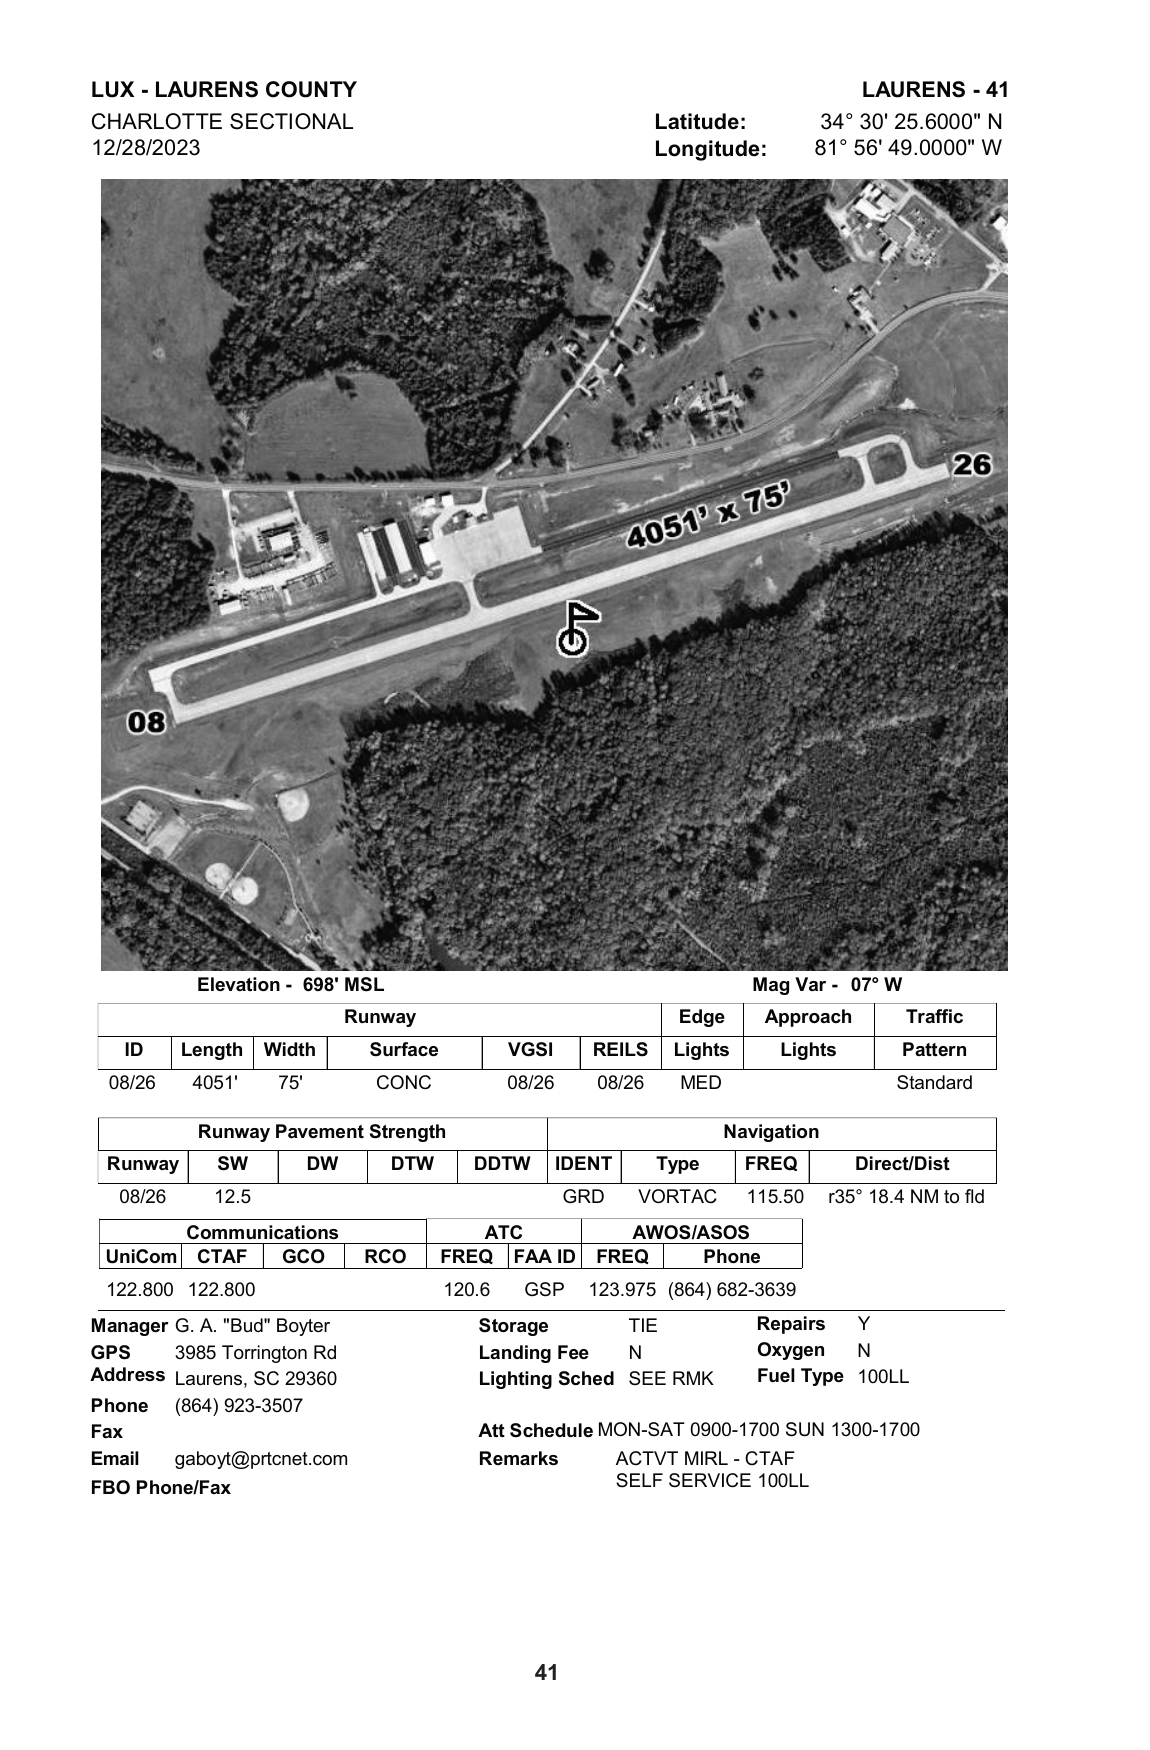 LUX - LAURENS COUNTY LAURENS - 41
CHARLOTTE SECTIONAL Latitude: 34° 30' 25.6000" N
12/28/2023 Longitude: 81° 56' 49.0000" W
26
4051' x 75'
08
Elevation - 698' MSL Mag Var - 07° W
Runway Edge Approach Traffic
ID Length Width Surface VGSI REILS Lights Lights Pattern
08/26 4051' 75' CONC 08/26 08/26 MED Standard
Runway Pavement Strength Navigation
Runway SW DW DTW DDTW IDENT Type FREQ Direct/Dist
08/26 12.5 GRD VORTAC 115.50 r35° 18.4 NM to fld
Communications ATC AWOS/ASOS
UniCom CTAF GCO RCO FREQ FAA ID FREQ Phone
122.800 122.800 120.6 GSP 123.975 (864) 682-3639
Manager G. A. "Bud" Boyter Storage TIE Repairs Y
GPS 3985 Torrington Rd Landing Fee N Oxygen N
Address Laurens, SC 29360 Lighting Sched SEE RMK Fuel Type 100LL
Phone (864) 923-3507
Fax Att Schedule MON-SAT 0900-1700 SUN 1300-1700
Email gaboyt@prtcnet.com Remarks ACTVT MIRL - CTAF
SELF SERVICE 100LL
FBO Phone/Fax
41